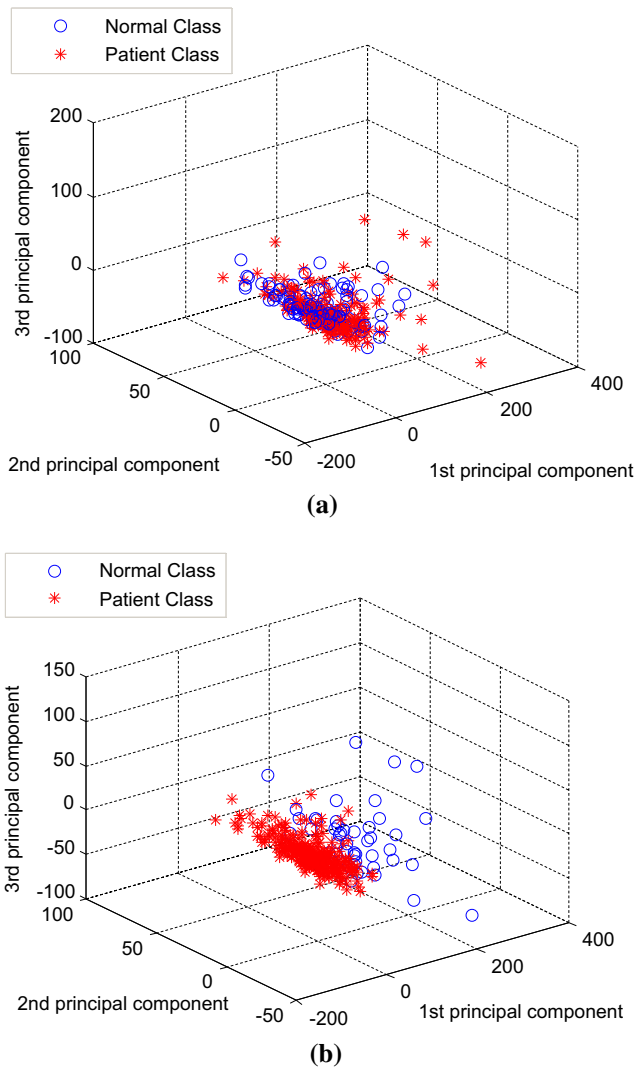 Normal Class
Patient Class
3rd principal component
200
100
0
-100
100
50
0
-50
2nd principal component
-200
0
200
400
1st principal component
(a)
Normal Class
Patient Class
3rd principal component
150
100
50
0
-50
-100
100
50
0
-50
2nd principal component
-200
0
200
400
1st principal component
(b)